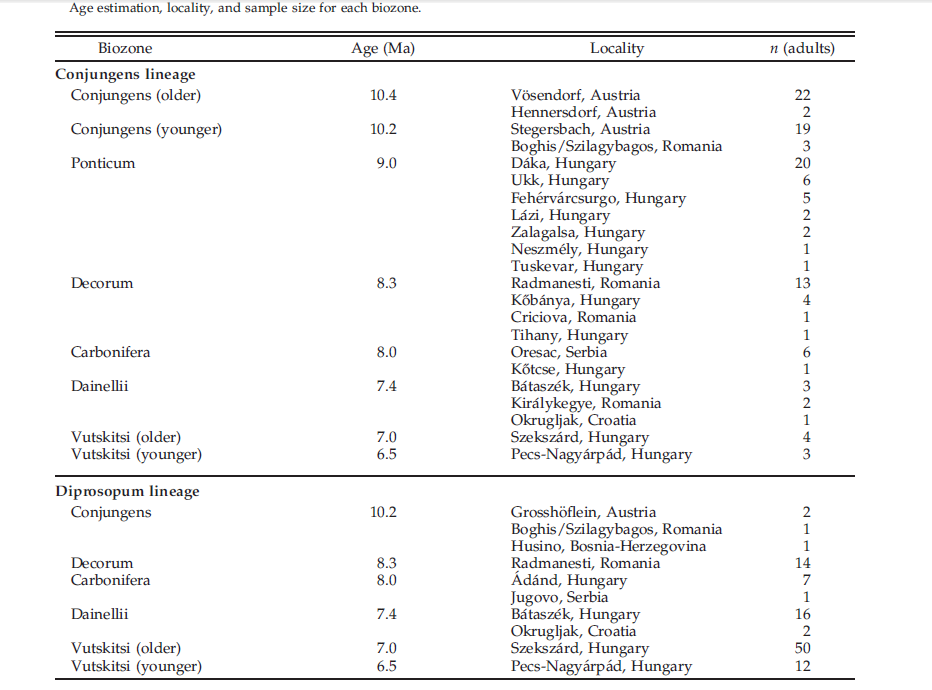 Age estimation, locality, and sample size for each biozone.
Biozone Age (Ma) Locality n (adults)
Conjungens lineage
Conjungens (older) 10.4 Vösendorf, Austria 22
Hennersdorf, Austria 2
Conjungens (younger) 10.2 Stegersbach, Austria 19
Boghis/Szilagybagos, Romania 3
Ponticum 9.0 Dáka, Hungary 20
Ukk, Hungary 6
Fehérvárcsurgo, Hungary 5
Lázi, Hungary 2
Zalagalsa, Hungary 2
Neszmély, Hungary 1
Tuskevar, Hungary 1
Decorum 8.3 Radmanesti, Romania 13
Kőbánya, Hungary 4
Criciova, Romania 1
Tihany, Hungary 1
Carbonifera 8.0 Oresac, Serbia 6
Kőtcse, Hungary 1
Dainellii 7.4 Bátaszék, Hungary 3
Királykegye, Romania 2
Okrugljak, Croatia 1
Vutskitsi (older) 7.0 Szekszárd, Hungary 4
Vutskitsi (younger) 6.5 Pecs-Nagyárpád, Hungary 3
Diprosopum lineage
Conjungens 10.2 Grosshöflein, Austria 2
Boghis/Szilagybagos, Romania 1
Husino, Bosnia-Herzegovina 1
Decorum 8.3 Radmanesti, Romania 14
Carbonifera 8.0 Ádánd, Hungary 7
Jugovo, Serbia 1
Dainellii 7.4 Bátaszék, Hungary 16
Okrugljak, Croatia 2
Vutskitsi (older) 7.0 Szekszárd, Hungary 50
Vutskitsi (younger) 6.5 Pecs-Nagyárpád, Hungary 12